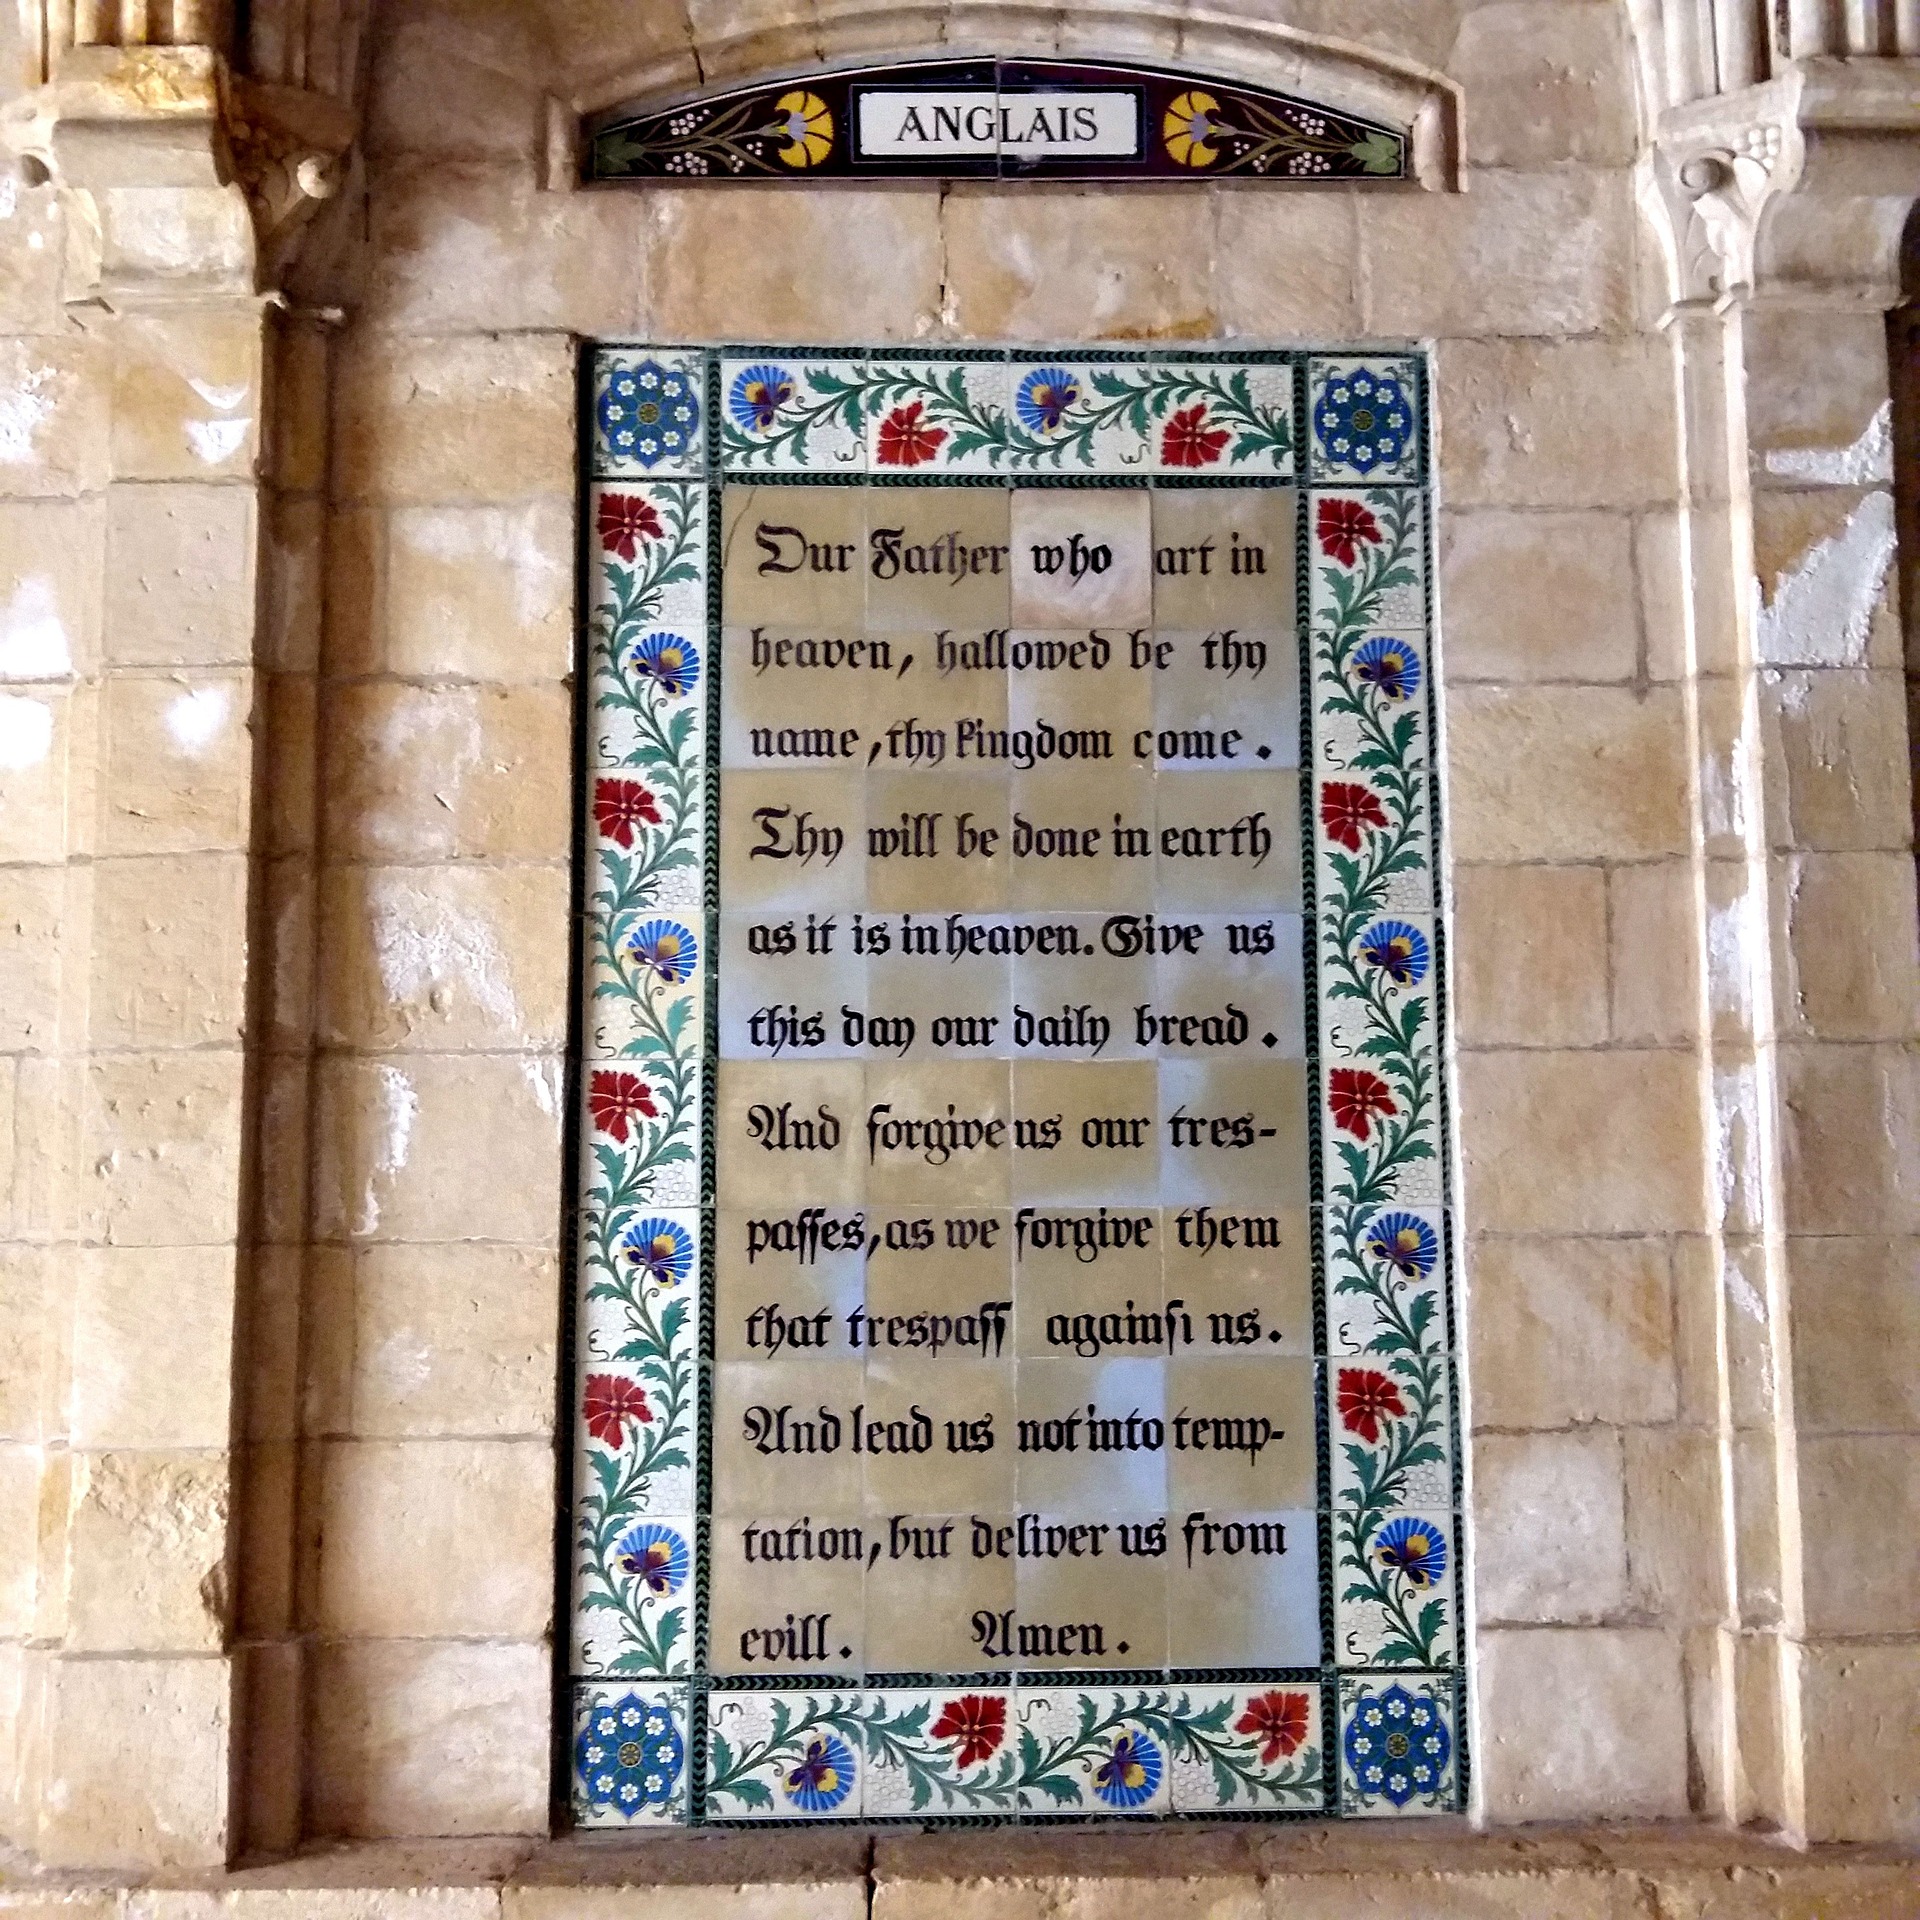 ANGLAIS
Our Father who art in
heaven, hallowed be thy
name, thy kingdom come.
Thy will be done in earth
as it is in heaven. Give us
this day our daily bread.
And forgive us our tres-
paſſes, as we forgive them
that trespaſſ againſt us.
And lead us not into temp-
tation, but deliver us from
evill. Amen.